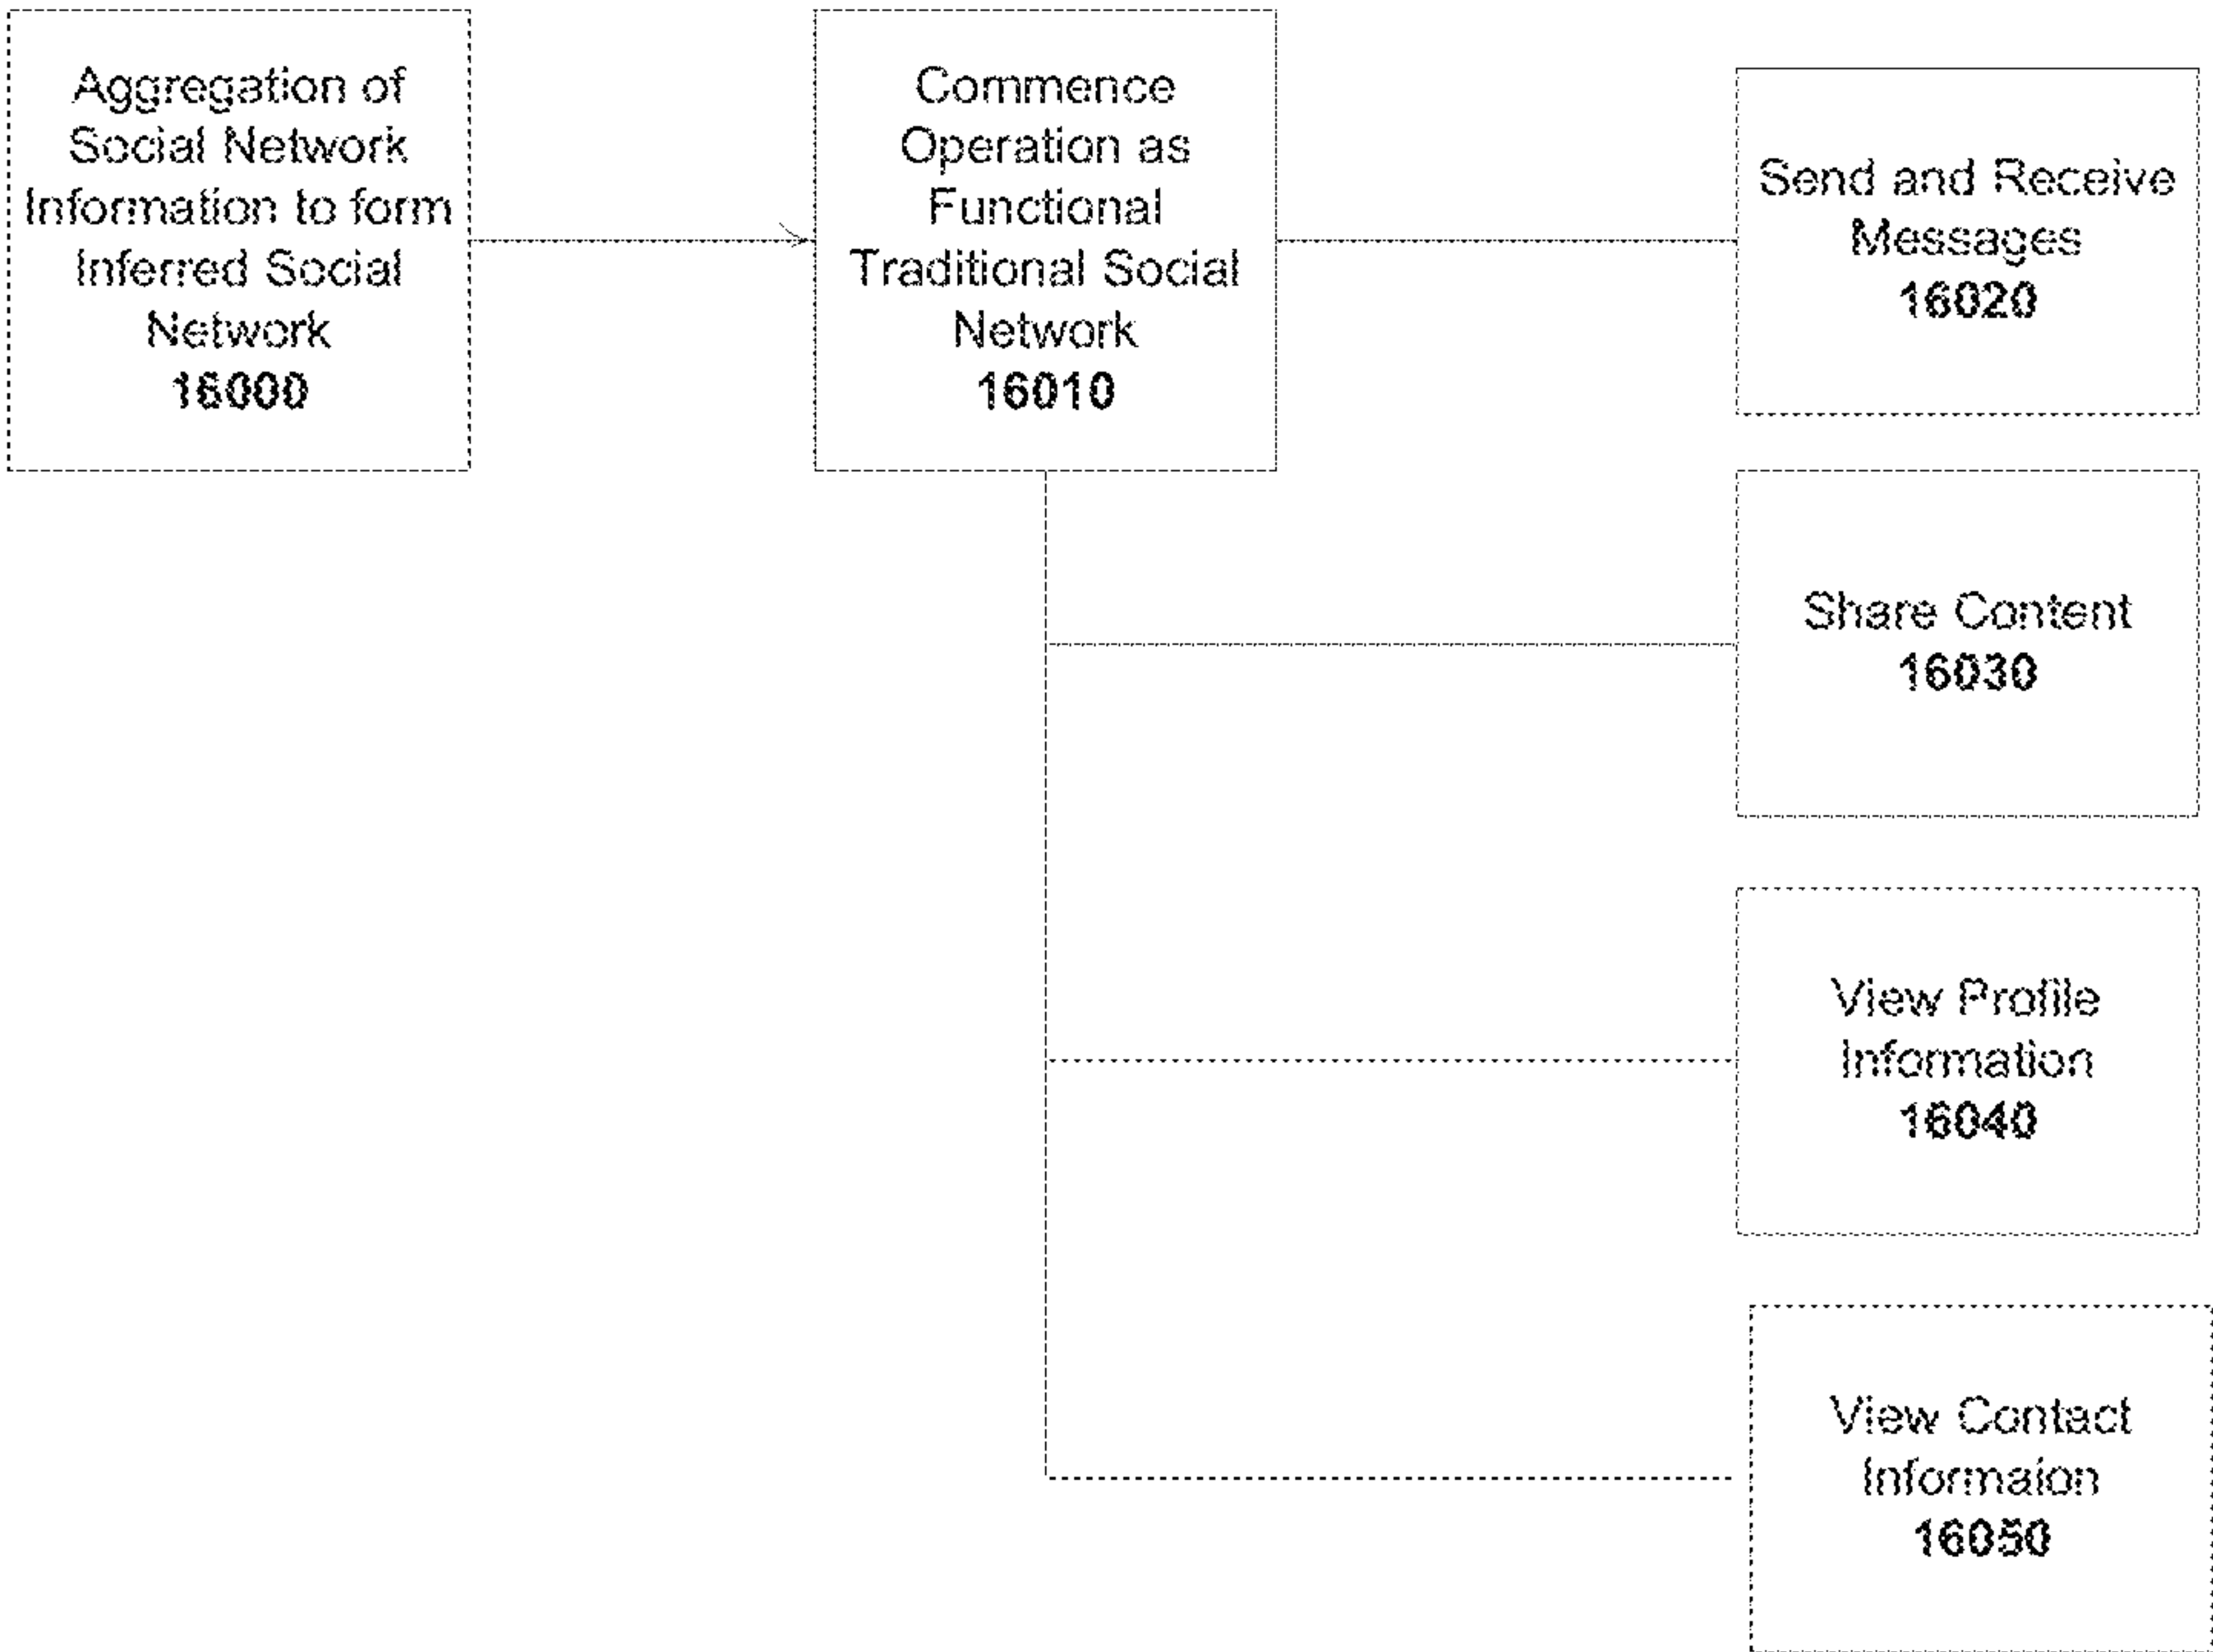 Aggregation of
Social Network
Information to form
Inferred Social
Network
16000
Commence
Operation as
Functional
Traditional Social
Network
16010
Send and Receive
Messages
16020
Share Content
16030
View Profile
Information
16040
View Contact
Informaion
16050